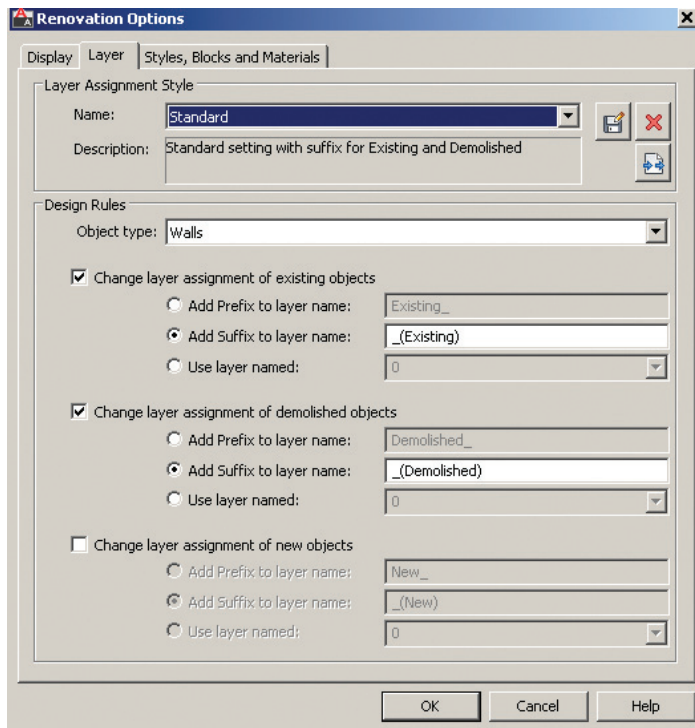 Renovation Options
Display Layer Styles, Blocks and Materials
Layer Assignment Style
Name: Standard
Description: Standard setting with suffix for Existing and Demolished
Design Rules
Object type: Walls
Change layer assignment of existing objects
Add Prefix to layer name: Existing_
Add Suffix to layer name: _(Existing)
Use layer named: 0
Change layer assignment of demolished objects
Add Prefix to layer name: Demolished_
Add Suffix to layer name: _(Demolished)
Use layer named: 0
Change layer assignment of new objects
Add Prefix to layer name: New_
Add Suffix to layer name: _(New)
Use layer named: 0
OK Cancel Help